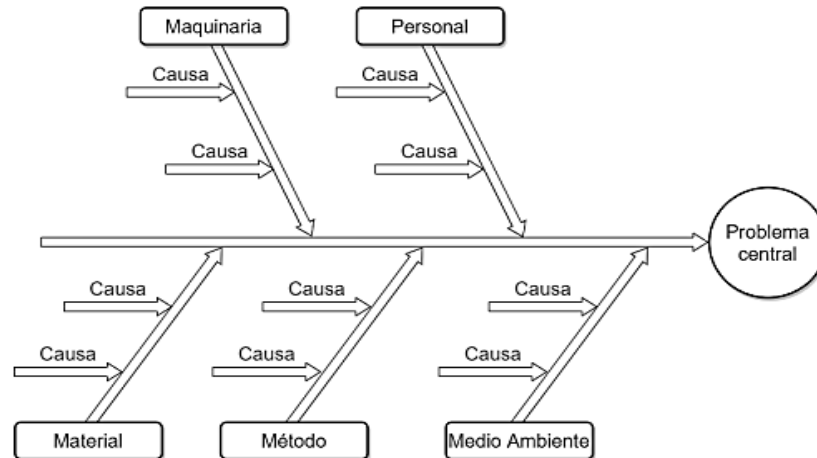 Maquinaria
Personal
Causa
Causa
Causa
Causa
Problema
central
Causa
Causa
Causa
Causa
Causa
Causa
Material
Método
Medio Ambiente